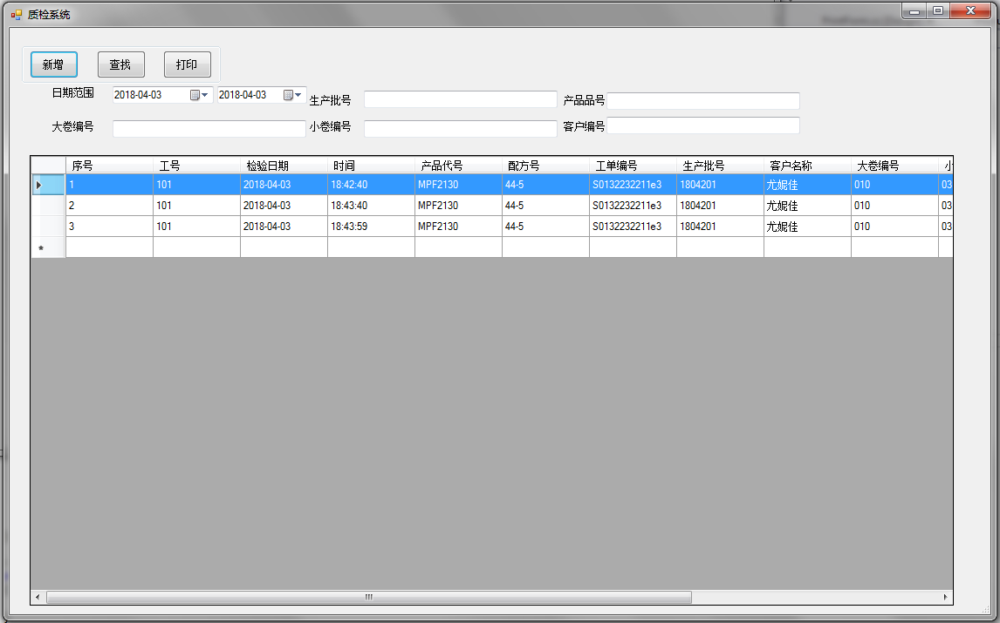 质检系统
新增 查找 打印
日期范围 2018-04-03 2018-04-03 生产批号 产品品号
大卷编号 小卷编号 客户编号
序号 工号 检验日期 时间 产品代号 配方号 工单编号 生产批号 客户名称 大卷编号
1 101 2018-04-03 18:42:40 MPF2130 44-5 S0132232211e3 1804201 尤妮佳 010 03
2 101 2018-04-03 18:43:40 MPF2130 44-5 S0132232211e3 1804201 尤妮佳 010 03
3 101 2018-04-03 18:43:59 MPF2130 44-5 S0132232211e3 1804201 尤妮佳 010 03